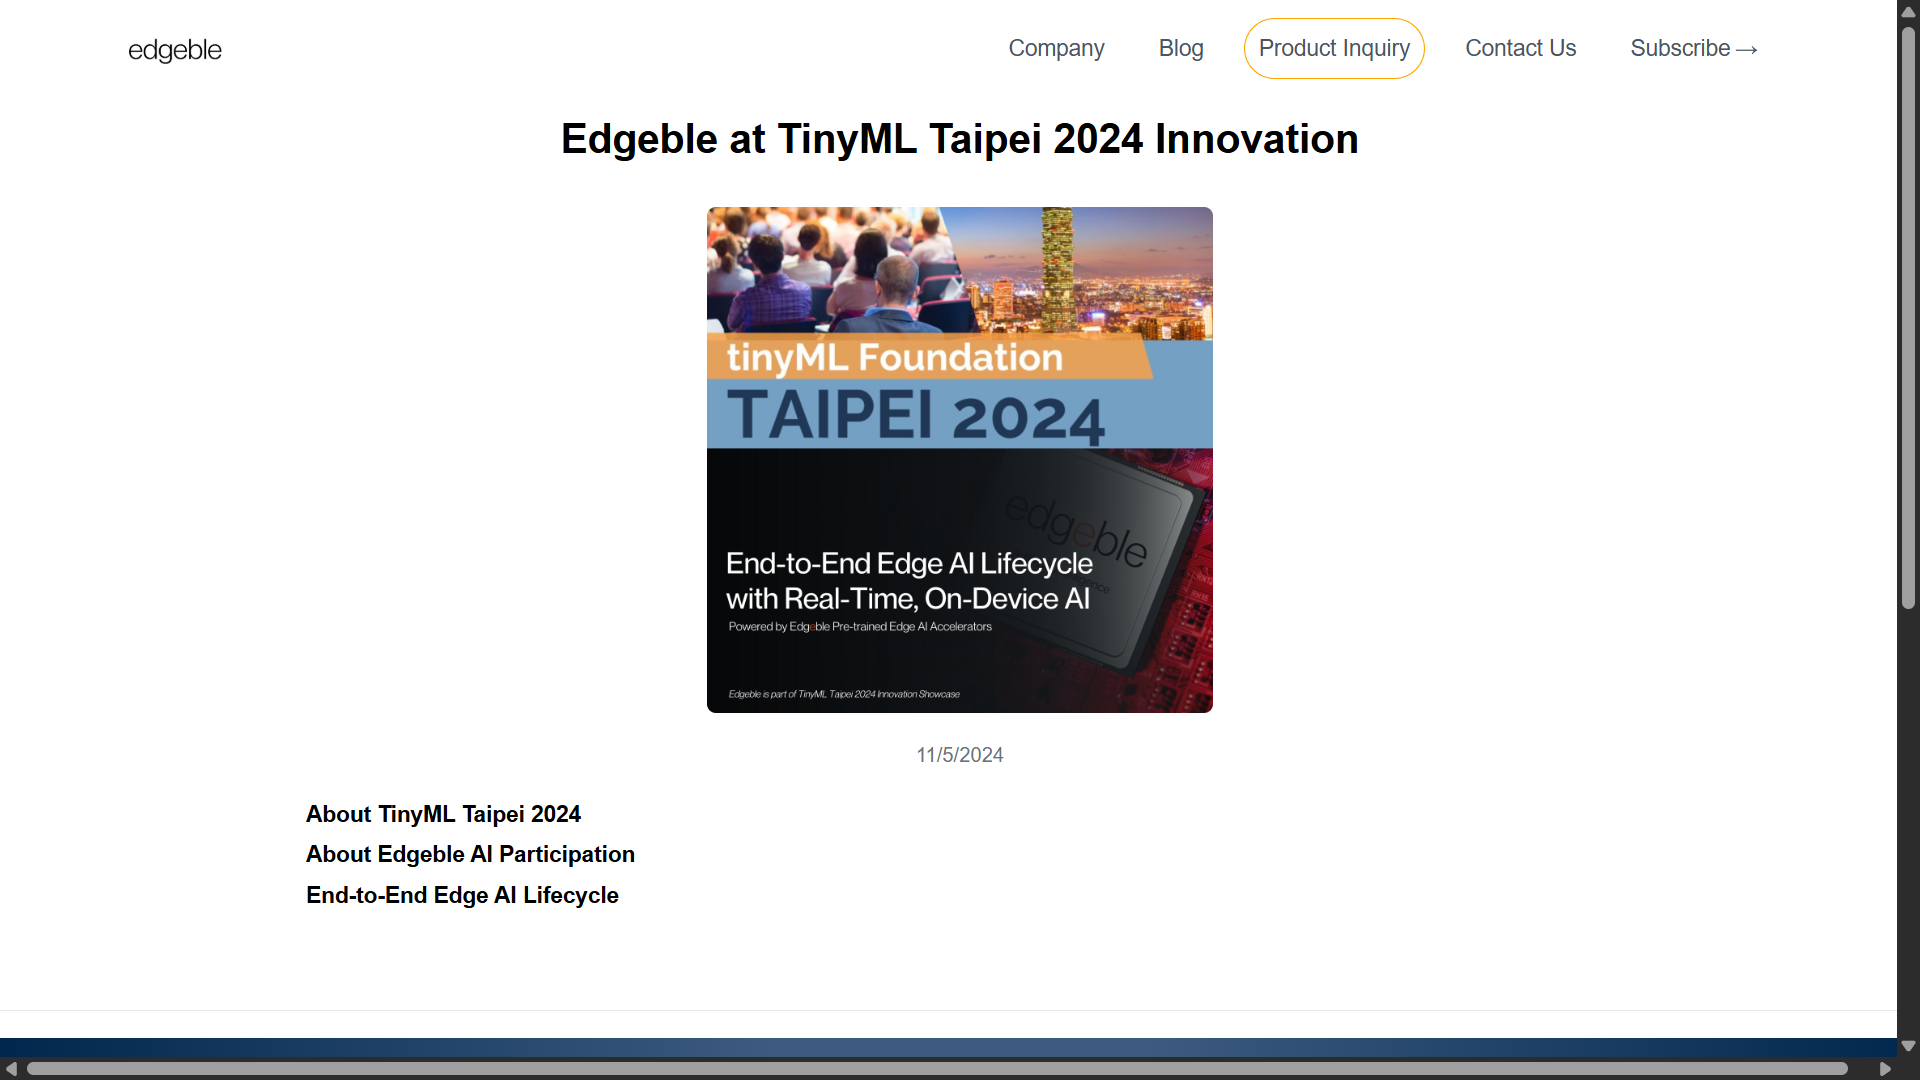 edgeble
Company
Blog
Product Inquiry
Contact Us
Subscribe →
Edgeble at TinyML Taipei 2024 Innovation
tinyML Foundation
TAIPEI 2024
edgeble
End-to-End Edge AI Lifecycle
with Real-Time, On-Device AI
Powered by Edgeble Pre-trained Edge AI Accelerators
Edgeble is part of TinyML Taipei 2024 Innovation Showcase
11/5/2024
About TinyML Taipei 2024
About Edgeble AI Participation
End-to-End Edge AI Lifecycle